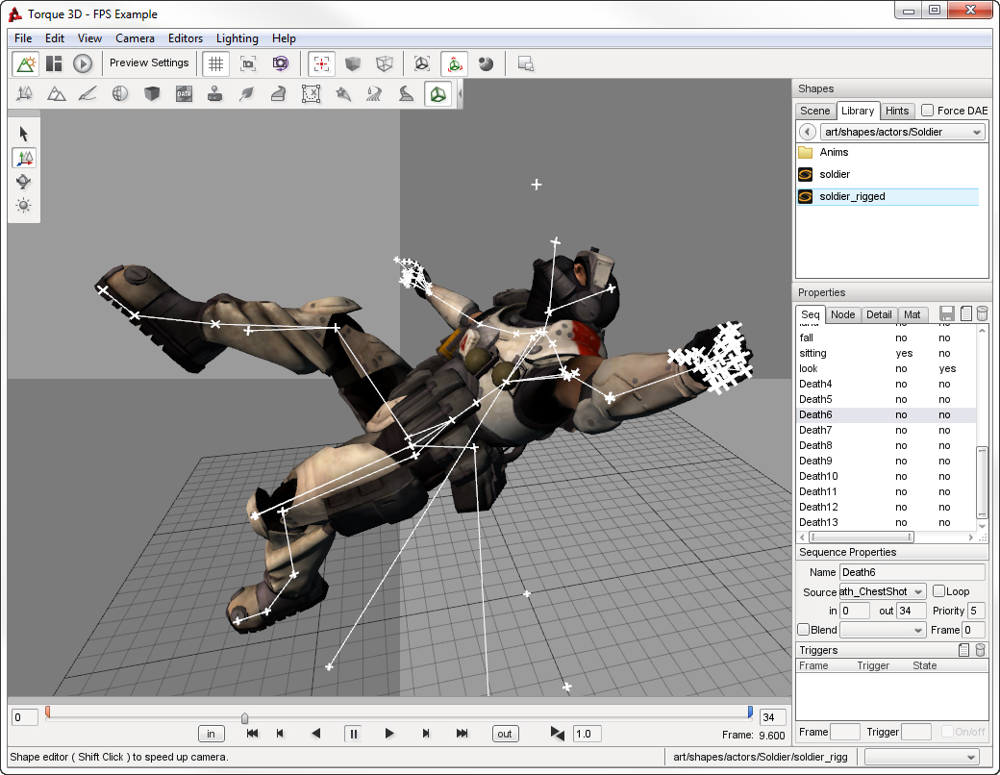 Torque 3D - FPS Example
File Edit View Camera Editors Lighting Help
Preview Settings
DATA
Shapes
Scene Library Hints Force DAE
art/shapes/actors/Soldier
Anims
soldier
soldier_rigged
Properties
Seq Node Detail Mat
fall no no
sitting yes no
look no yes
Death4 no no
Death5 no no
Death6 no no
Death7 no no
Death8 no no
Death9 no no
Death10 no no
Death11 no no
Death12 no no
Death13 no no
Sequence Properties
Name Death6
Source ath_ChestShot Loop
in 0 out 34 Priority 5
Blend Frame 0
Triggers
Frame Trigger State
Frame Trigger On/off
0 34
in out 1.0 Frame: 9.600
Shape editor ( Shift Click ) to speed up camera. art/shapes/actors/Soldier/soldier_rigg